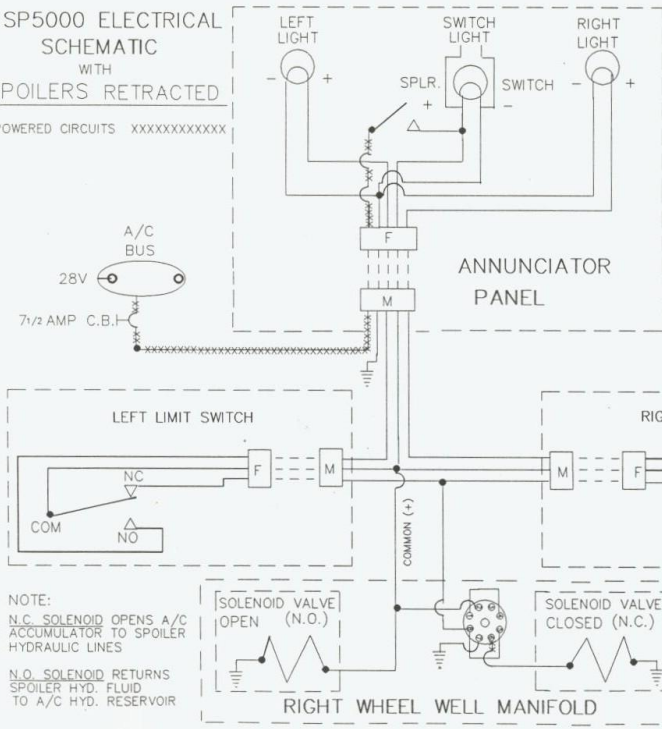 SP5000 ELECTRICAL
SCHEMATIC
WITH
POILERS RETRACTED
POWERED CIRCUITS XXXXXXXXXXXX
LEFT
LIGHT
- +
SWITCH
LIGHT
SPLR.
+
SWITCH
-
RIGHT
LIGHT
- +
A/C
BUS
28V
7 1/2 AMP C.B.
F
M
ANNUNCIATOR
PANEL
LEFT LIMIT SWITCH
F
M
NC
COM
NO
RIG
M
F
COMMON (+)
NOTE:
N.C. SOLENOID OPENS A/C
ACCUMULATOR TO SPOILER
HYDRAULIC LINES
N.O. SOLENOID RETURNS
SPOILER HYD. FLUID
TO A/C HYD. RESERVOIR
SOLENOID VALVE
OPEN (N.O.)
SOLENOID VALVE
CLOSED (N.C.)
RIGHT WHEEL WELL MANIFOLD